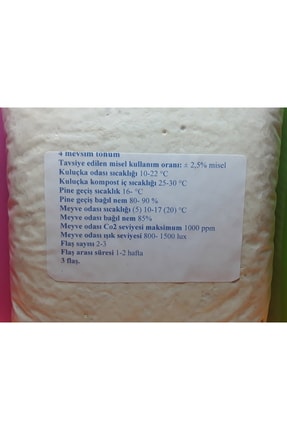 4 mevsim tohum
Tavsiye edilen misel kullanım oranı: ± 2,5% misel
Kuluçka odası sıcaklığı 10-22 °C
Kuluçka kompost iç sıcaklığı 25-30 °C
Pine geçiş sıcaklık 16- °C
Pine geçiş bağıl nem 80- 90 %
Meyve odası sıcaklığı (5) 10-17 (20) °C
Meyve odası bağıl nem 85%
Meyve odası Co2 seviyesi maksimum 1000 ppm
Meyve odası ışık seviyesi 800- 1500 lux
Flaş sayısı 2-3
Flaş arası süresi 1-2 hafta
3 flaş.